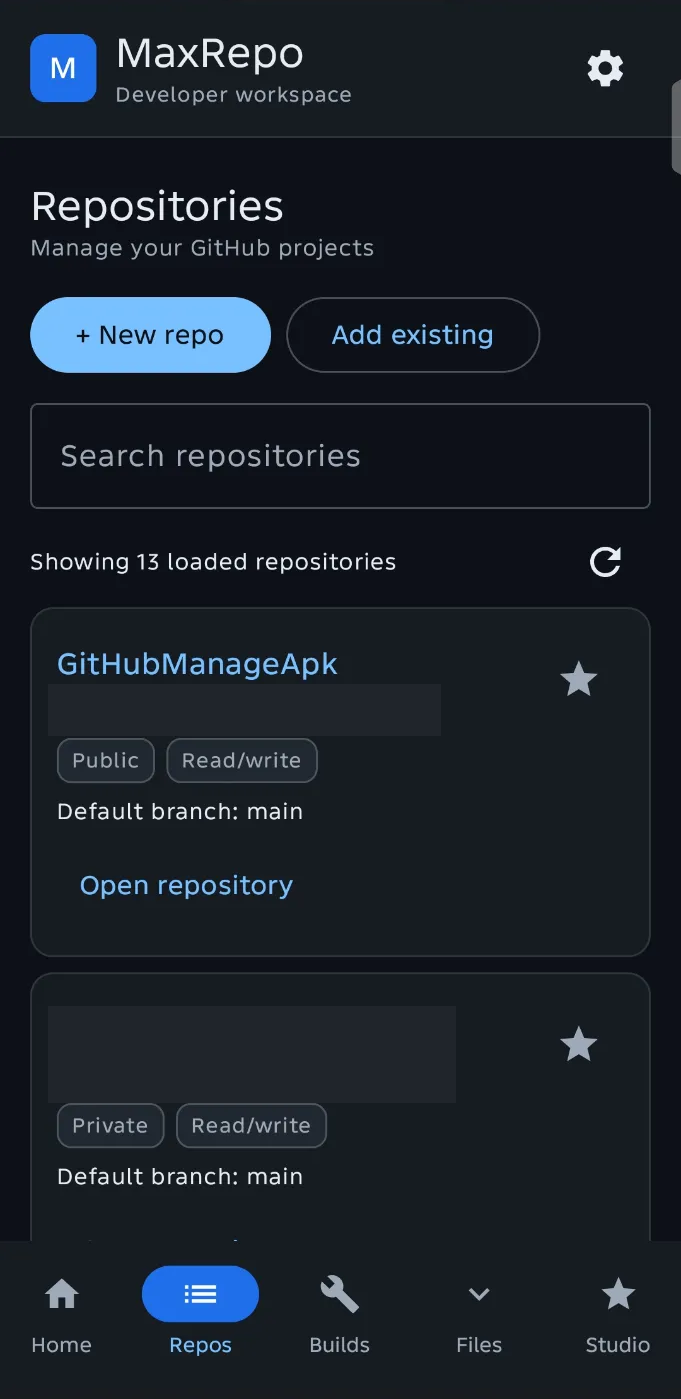 M
MaxRepo
Developer workspace
Repositories
Manage your GitHub projects
+ New repo
Add existing
Search repositories
Showing 13 loaded repositories
GitHubManageApk
Public
Read/write
Default branch: main
Open repository
Private
Read/write
Default branch: main
Home
Repos
Builds
Files
Studio